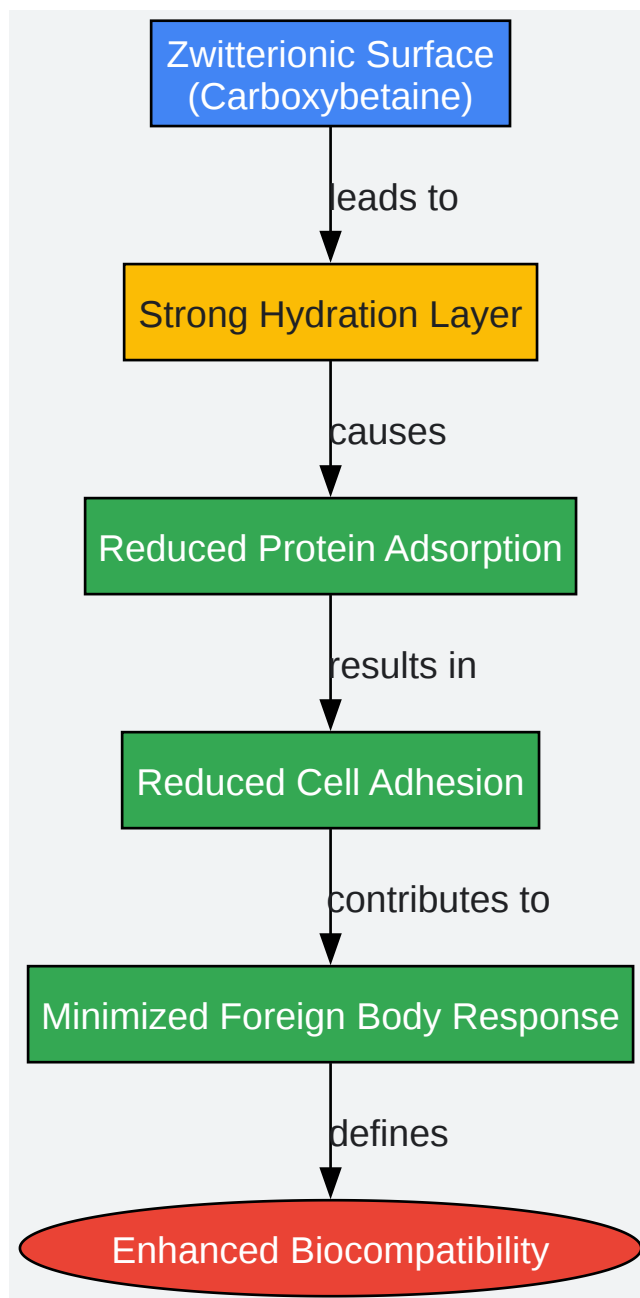 Zwitterionic Surface
(Carboxybetaine)
leads to
Strong Hydration Layer
causes
Reduced Protein Adsorption
results in
Reduced Cell Adhesion
contributes to
Minimized Foreign Body Response
defines
Enhanced Biocompatibility